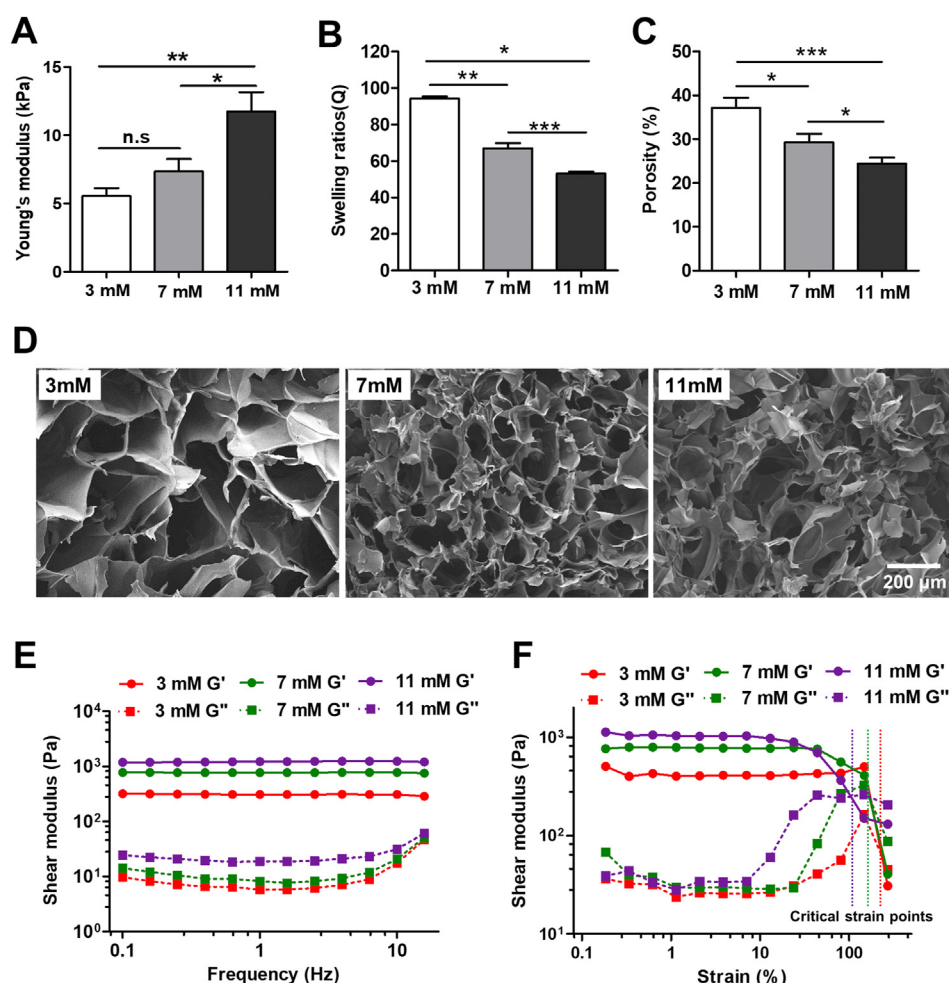 A
Young's modulus (kPa)
15
10
5
0
**
*
n.s
3 mM 7 mM 11 mM
B
Swelling ratios(Q)
120
100
80
60
40
20
0
*
**
***
3 mM 7 mM 11 mM
C
Porosity (%)
50
40
30
20
10
0
***
*
*
3 mM 7 mM 11 mM
D
3mM
7mM
11mM
200 µm
E
3 mM G' 7 mM G' 11 mM G'
3 mM G'' 7 mM G'' 11 mM G''
Shear modulus (Pa)
10⁴
10³
10²
10¹
10⁰
0.1 1 10
Frequency (Hz)
F
3 mM G' 7 mM G' 11 mM G'
3 mM G'' 7 mM G'' 11 mM G''
Shear modulus (Pa)
10³
10²
10¹
Critical strain points
0.1 1 10 100
Strain (%)